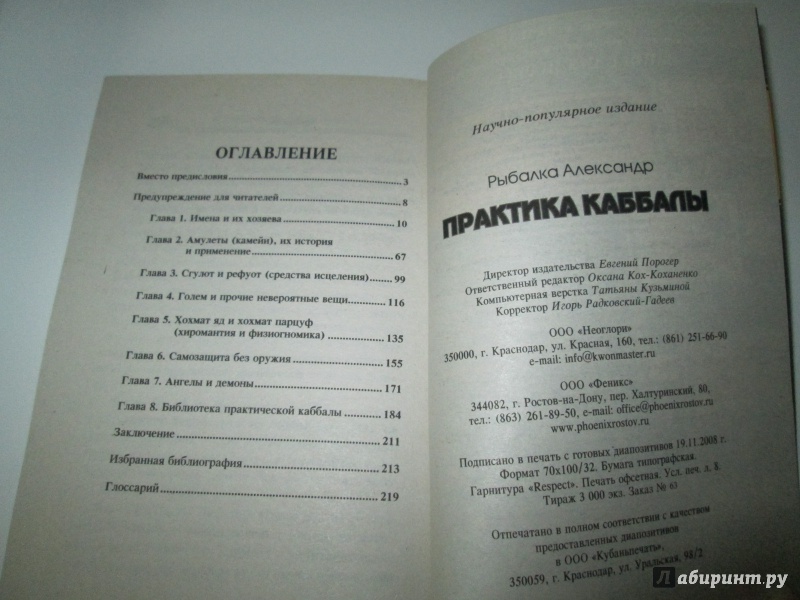 ОГЛАВЛЕНИЕ
Вместо предисловия 3
Предупреждение для читателей 8
Глава 1. Имена и их хозяева 10
Глава 2. Амулеты (камейи), их история
и применение 67
Глава 3. Сгулот и рефуот (средства исцеления) 99
Глава 4. Голем и прочие невероятные вещи 116
Глава 5. Хохмат яд и хохмат парцуф
(хиромантия и физиогномика) 135
Глава 6. Самозащита без оружия 155
Глава 7. Ангелы и демоны 171
Глава 8. Библиотека практической каббалы 184
Заключение 211
Избранная библиография 213
Глоссарий 219
Научно-популярное издание
Рыбалка Александр
ПРАКТИКА КАББАЛЫ
Директор издательства Евгений Порогер
Ответственный редактор Оксана Кох-Коханенко
Компьютерная верстка Татьяны Кузьминой
Корректор Игорь Радковский-Гадеев
ООО «Неоглори»
350000, г. Краснодар, ул. Красная, 160, тел.: (861) 251-66-90
e-mail: info@kwonmaster.ru
ООО «Феникс»
344082, г. Ростов-на-Дону, пер. Халтуринский, 80,
тел.: (863) 261-89-50, e-mail: office@phoenixrostov.ru
www.phoenixrostov.ru
Подписано в печать с готовых диапозитивов 19.11.2008 г.
Формат 70х100/32. Бумага типографская.
Гарнитура «Respect». Печать офсетная. Усл. печ. л. 8
Тираж 3 000 экз. Заказ № 63
Отпечатано в полном соответствии с качеством
предоставленных диапозитивов
в ООО «Кубаньпечать»,
350059, г. Краснодар, ул. Уральская, 98/2
Лабиринт.ру